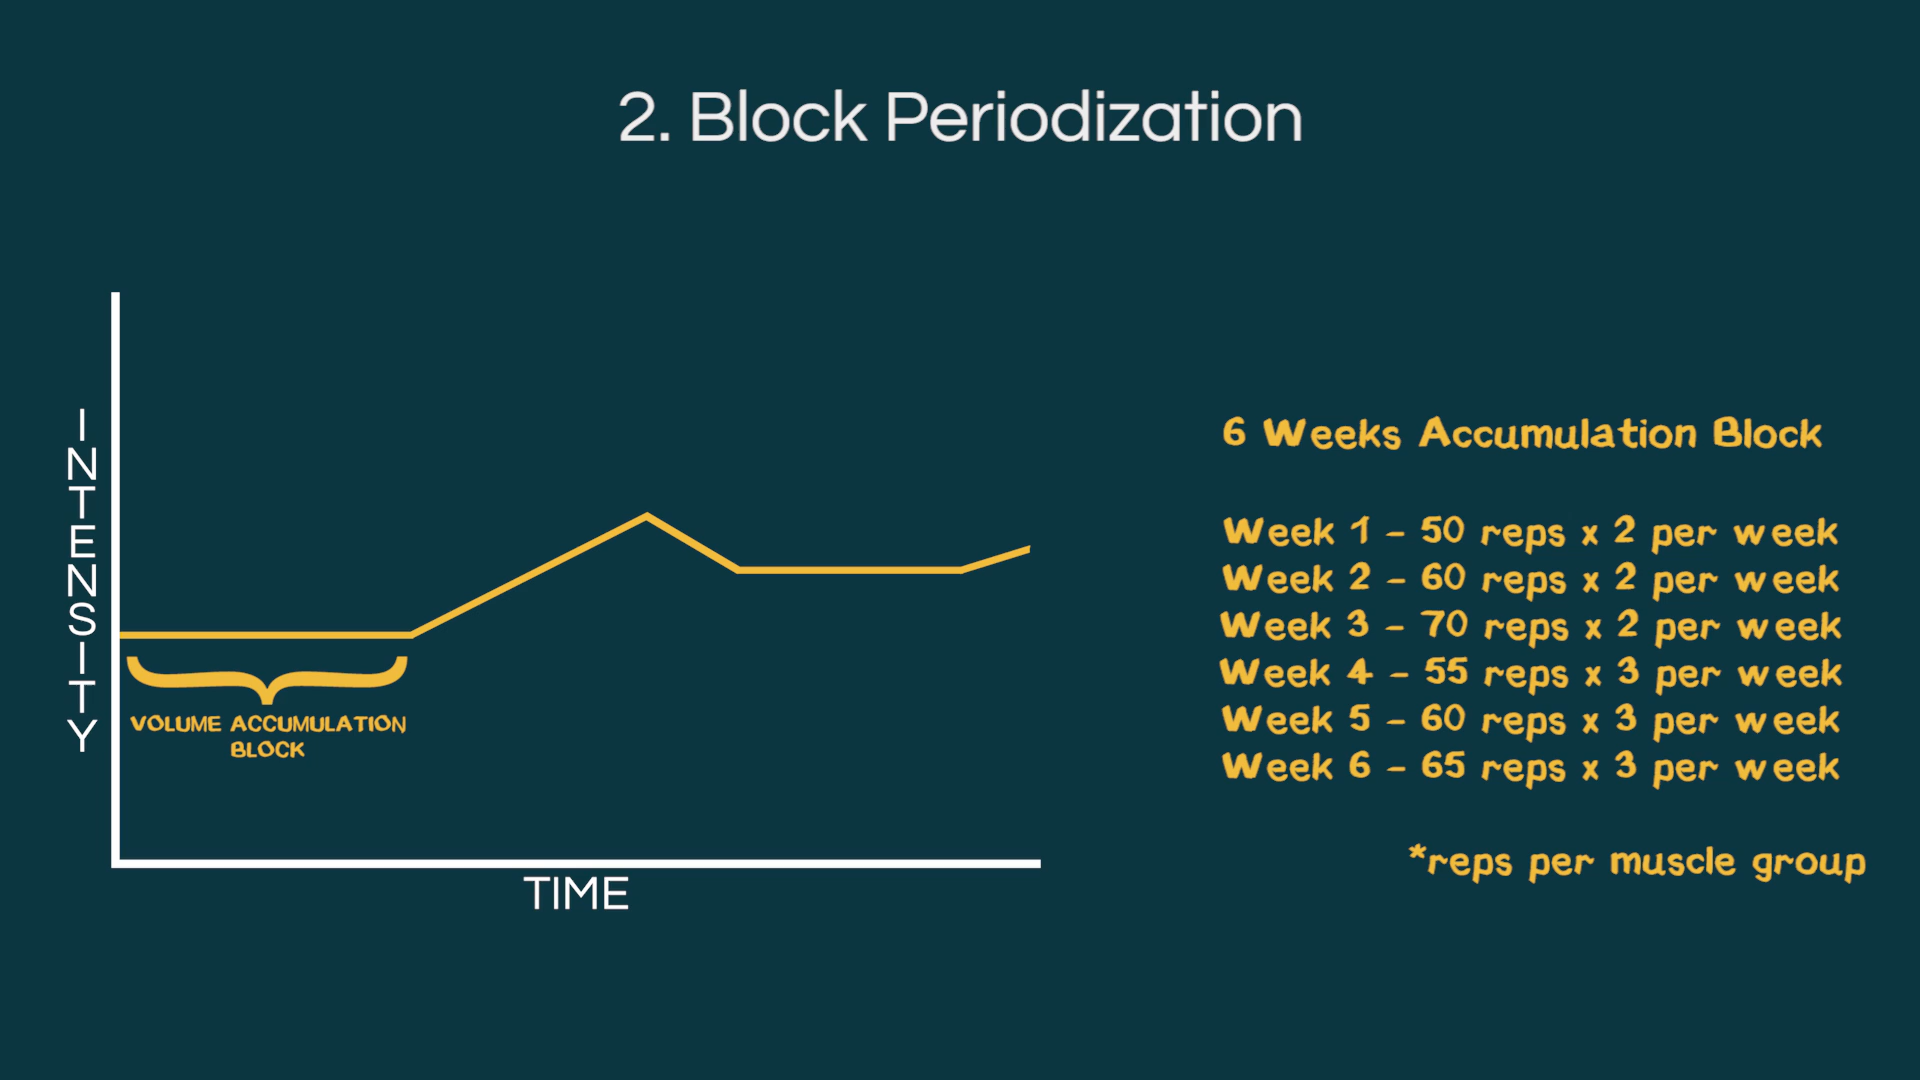 2. Block Periodization
INTENSITY
VOLUME ACCUMULATION
BLOCK
TIME
6 Weeks Accumulation Block
Week 1 - 50 reps x 2 per week
Week 2 - 60 reps x 2 per week
Week 3 - 70 reps x 2 per week
Week 4 - 55 reps x 3 per week
Week 5 - 60 reps x 3 per week
Week 6 - 65 reps x 3 per week
*reps per muscle group